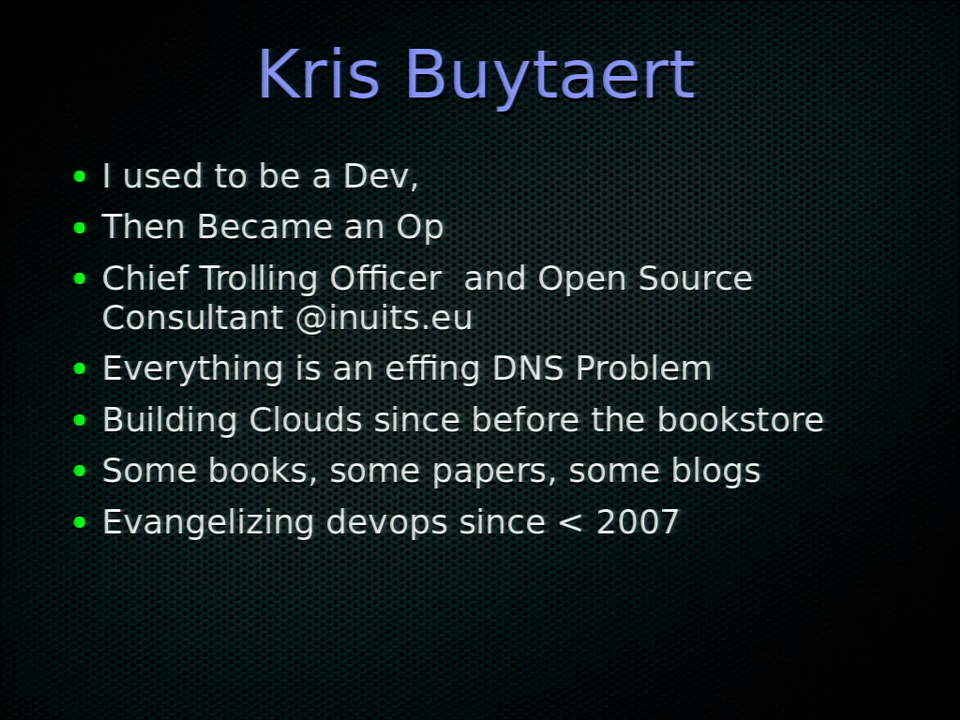 Kris Buytaert
• I used to be a Dev,
• Then Became an Op
• Chief Trolling Officer  and Open Source
Consultant @inuits.eu
• Everything is an effing DNS Problem
• Building Clouds since before the bookstore
• Some books, some papers, some blogs
• Evangelizing devops since < 2007